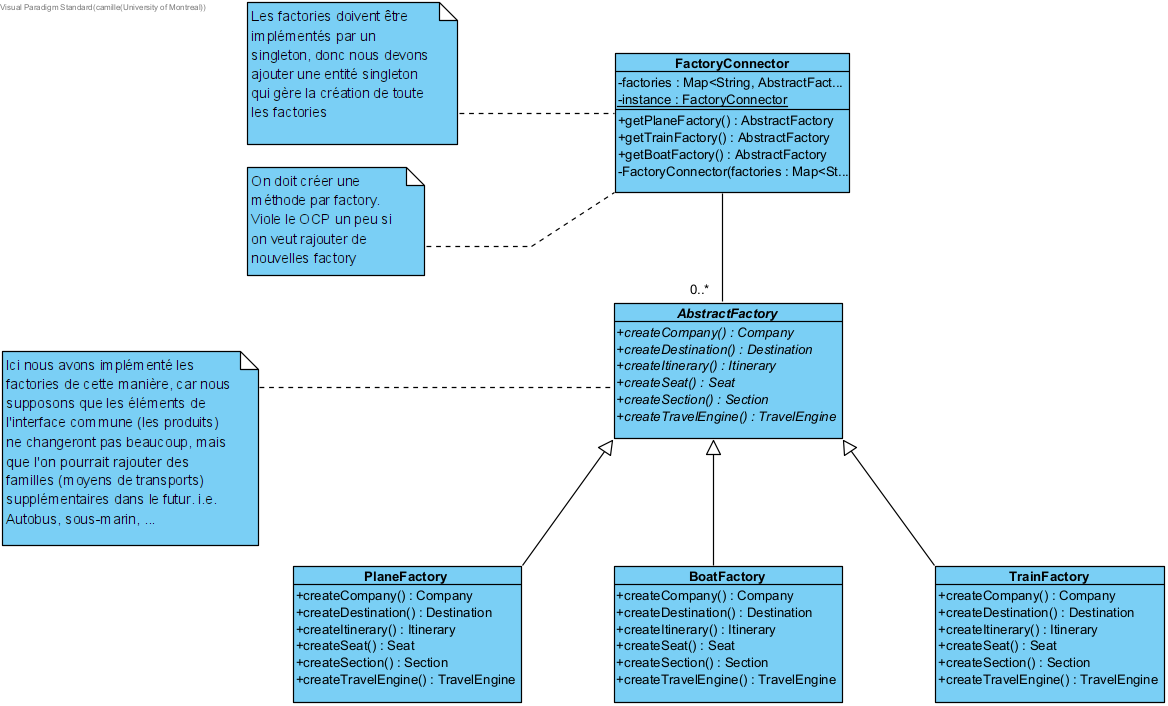 Visual Paradigm Standard(camille(University of Montreal))
Les factories doivent être
implémentés par un
singleton, donc nous devons
ajouter une entité singleton
qui gère la création de toute
les factories
FactoryConnector
-factories : Map<String, AbstractFact...
-instance : FactoryConnector
+getPlaneFactory() : AbstractFactory
+getTrainFactory() : AbstractFactory
+getBoatFactory() : AbstractFactory
-FactoryConnector(factories : Map<St...
On doit créer une
méthode par factory.
Viole le OCP un peu si
on veut rajouter de
nouvelles factory
0..*
AbstractFactory
+createCompany() : Company
+createDestination() : Destination
+createItinerary() : Itinerary
+createSeat() : Seat
+createSection() : Section
+createTravelEngine() : TravelEngine
Ici nous avons implémenté les
factories de cette manière, car nous
supposons que les éléments de
l'interface commune (les produits)
ne changeront pas beaucoup, mais
que l'on pourrait rajouter des
familles (moyens de transports)
supplémentaires dans le futur. i.e.
Autobus, sous-marin, ...
PlaneFactory
+createCompany() : Company
+createDestination() : Destination
+createItinerary() : Itinerary
+createSeat() : Seat
+createSection() : Section
+createTravelEngine() : TravelEngine
BoatFactory
+createCompany() : Company
+createDestination() : Destination
+createItinerary() : Itinerary
+createSeat() : Seat
+createSection() : Section
+createTravelEngine() : TravelEngine
TrainFactory
+createCompany() : Company
+createDestination() : Destination
+createItinerary() : Itinerary
+createSeat() : Seat
+createSection() : Section
+createTravelEngine() : TravelEngine